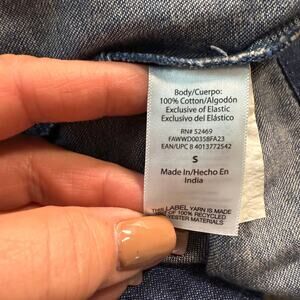 Body/Cuerpo:
100% Cotton/Algodón
Exclusive of Elastic
Exclusivo del Elástico
RN# 52469
FAWWD00358FA23
EAN/UPC 8 4013772542
S
Made In/Hecho En
India
THIS LABEL YARN IS MADE
OF 100% RECYCLED
MATERIALS